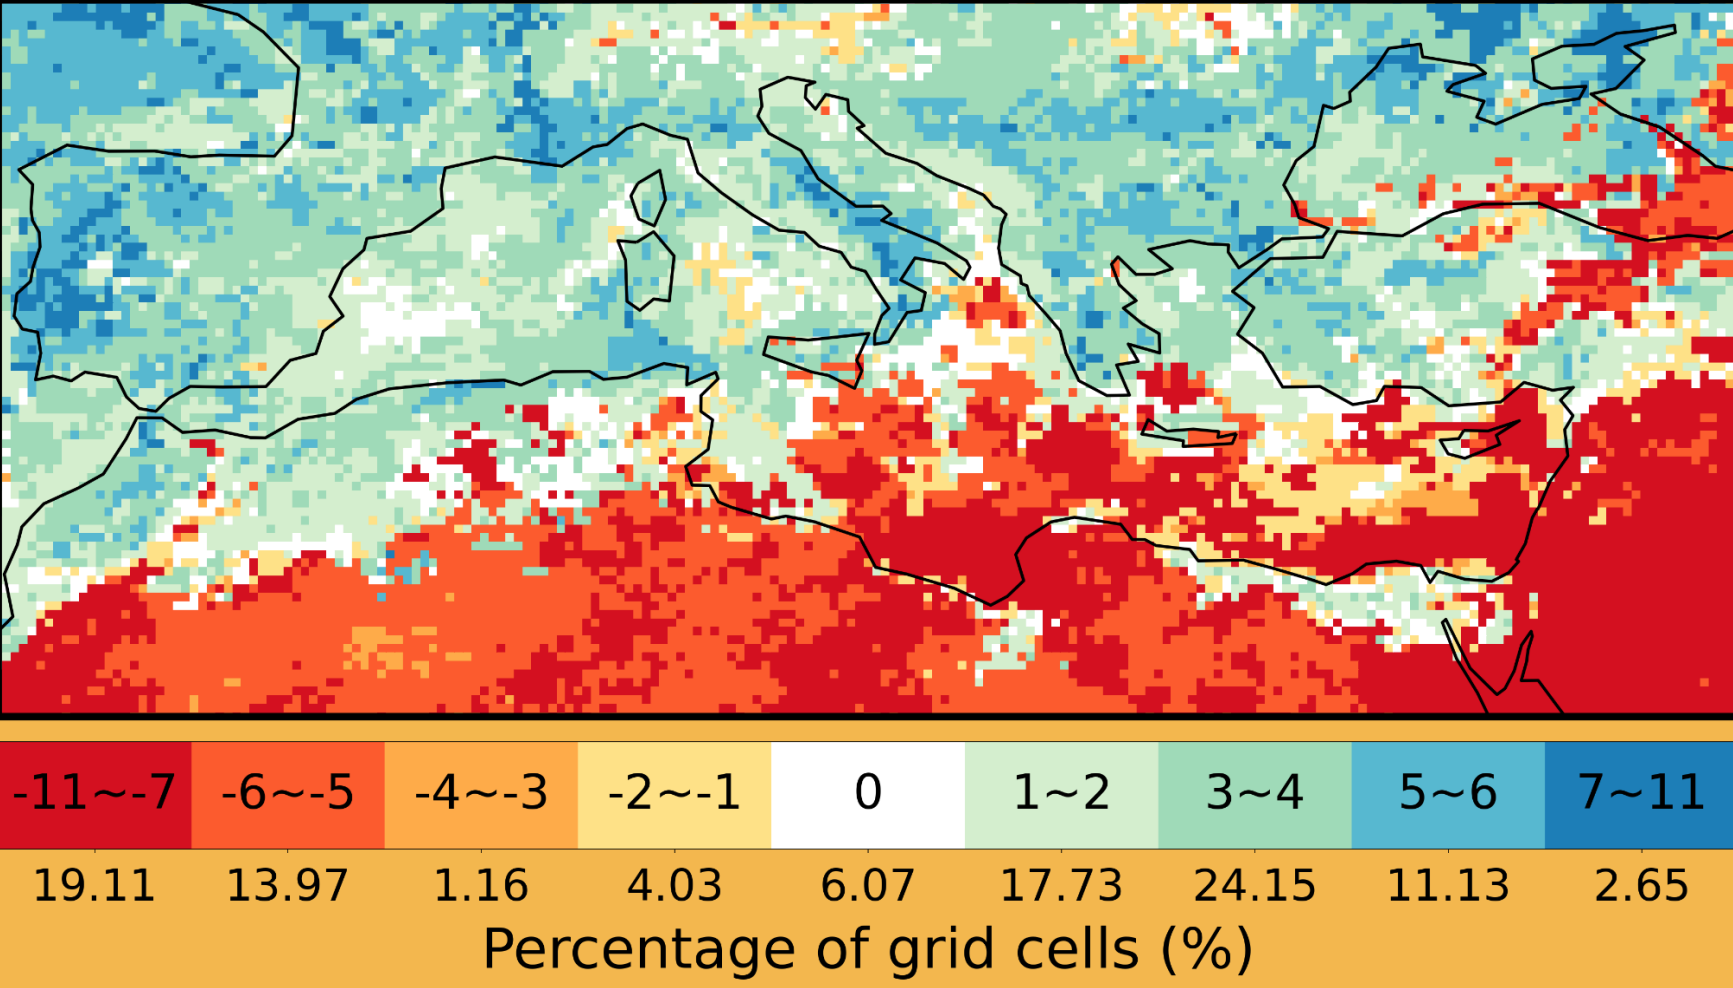 -11~-7 -6~-5 -4~-3 -2~-1 0 1~2 3~4 5~6 7~11
19.11 13.97 1.16 4.03 6.07 17.73 24.15 11.13 2.65
Percentage of grid cells (%)